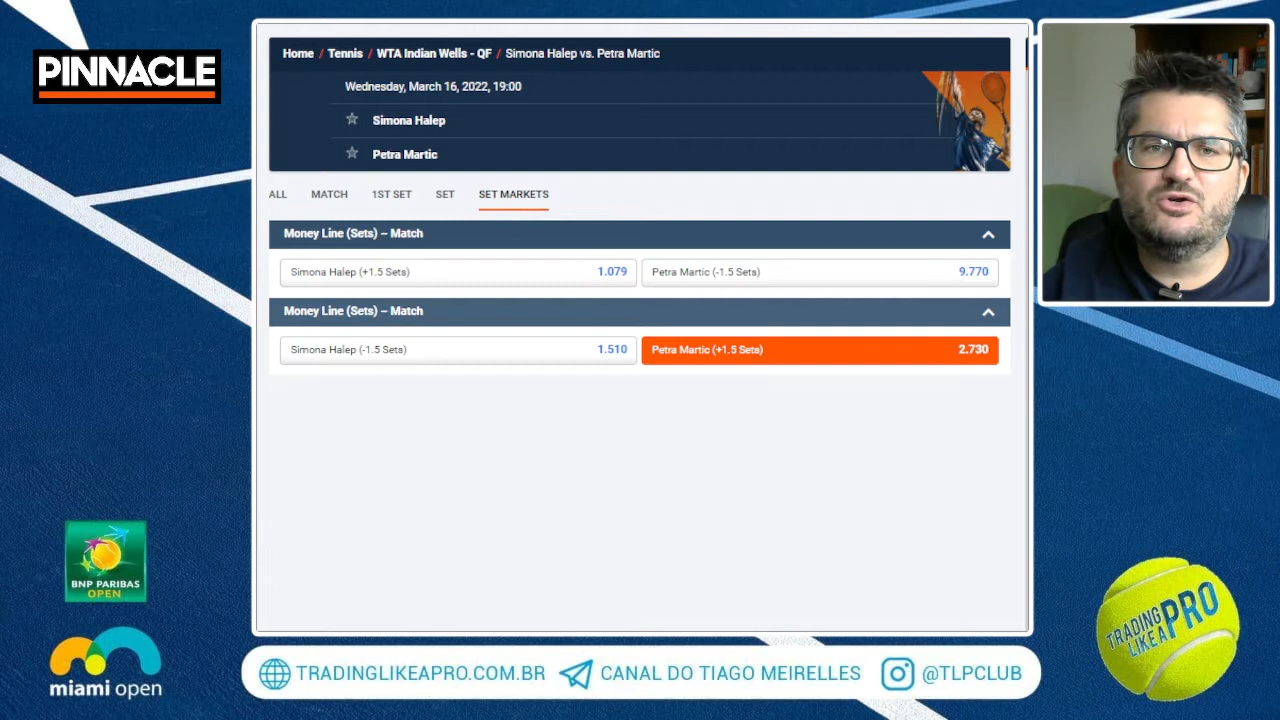 PINNACLE
Home / Tennis / WTA Indian Wells - QF / Simona Halep vs. Petra Martic
Wednesday, March 16, 2022, 19:00
Simona Halep
Petra Martic
ALL MATCH 1ST SET SET SET MARKETS
Money Line (Sets) – Match
Simona Halep (+1.5 Sets) 1.079 Petra Martic (-1.5 Sets) 9.770
Money Line (Sets) – Match
Simona Halep (-1.5 Sets) 1.510 Petra Martic (+1.5 Sets) 2.730
BNP PARIBAS
OPEN
miami open
TRADING
LIKE A
PRO
TRADINGLIKEAPRO.COM.BR CANAL DO TIAGO MEIRELLES @TLPCLUB